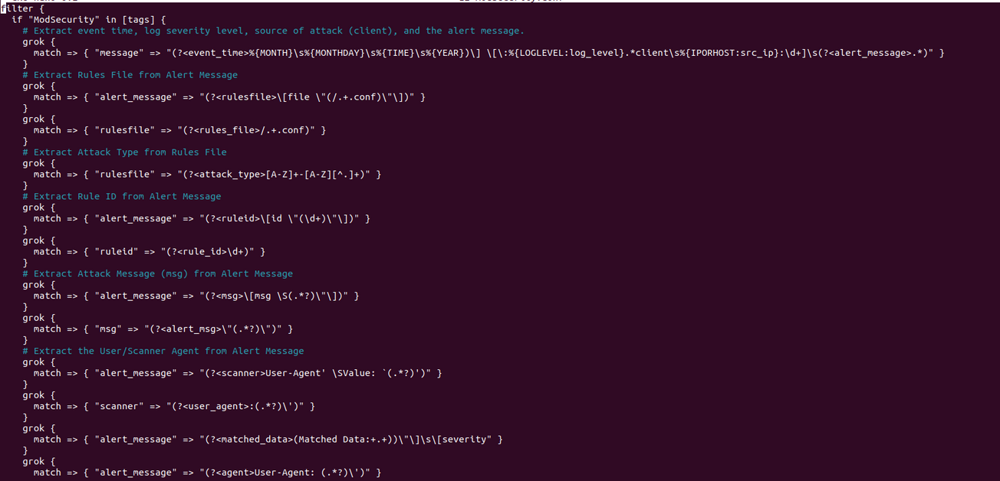 filter {
  if "ModSecurity" in [tags] {
    # Extract event time, log severity level, source of attack (client), and the alert message.
    grok {
      match => { "message" => "(?<event_time>%{MONTH}\s%{MONTHDAY}\s%{TIME}\s%{YEAR})\] \[\:%{LOGLEVEL:log_level}.*client\s%{IPORHOST:src_ip}:\d+]\s(?<alert_message>.*)" }
    }
    # Extract Rules File from Alert Message
    grok {
      match => { "alert_message" => "(?<rulesfile>\[file \"(/.+.conf)\"\])" }
    }
    grok {
      match => { "rulesfile" => "(?<rules_file>/.+.conf)" }
    }
    # Extract Attack Type from Rules File
    grok {
      match => { "rulesfile" => "(?<attack_type>[A-Z]+-[A-Z][^.]+)" }
    }
    # Extract Rule ID from Alert Message
    grok {
      match => { "alert_message" => "(?<ruleid>\[id \"(\d+)\"\])" }
    }
    grok {
      match => { "ruleid" => "(?<rule_id>\d+)" }
    }
    # Extract Attack Message (msg) from Alert Message
    grok {
      match => { "alert_message" => "(?<msg>\[msg \S(.*?)\"\])" }
    }
    grok {
      match => { "msg" => "(?<alert_msg>\"(.*?)\")" }
    }
    # Extract the User/Scanner Agent from Alert Message
    grok {
      match => { "alert_message" => "(?<scanner>User-Agent' \SValue: `(.*?)')" }
    }
    grok {
      match => { "scanner" => "(?<user_agent>:(.*?)\')" }
    }
    grok {
      match => { "alert_message" => "(?<matched_data>(Matched Data:+.+))\"\]\s\[severity" }
    }
    grok {
      match => { "alert_message" => "(?<agent>User-Agent: (.*?)\')" }